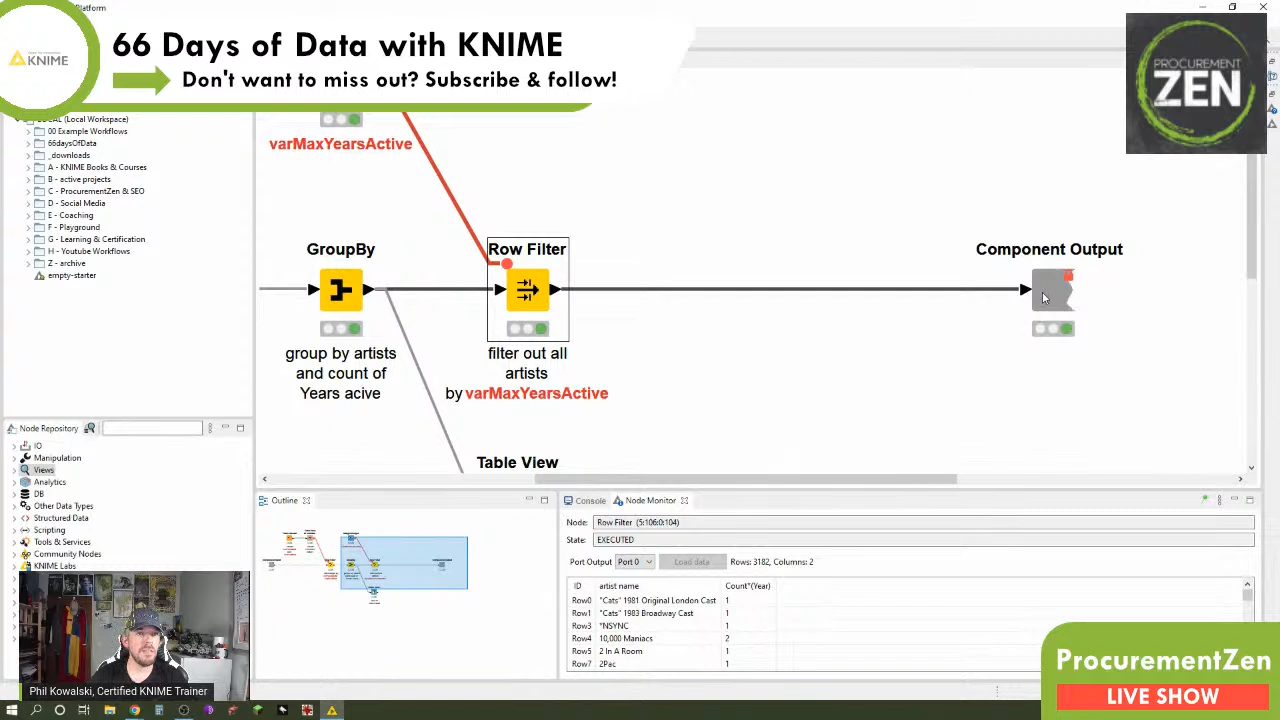 Platform
66 Days of Data with KNIME
Don't want to miss out? Subscribe & follow!
KNIME
PROCUREMENT
ZEN
(Local Workspace)
00 Example Workflows
66daysOfData
_downloads
A - KNIME Books & Courses
B - active projects
C - ProcurementZen & SEO
D - Social Media
E - Coaching
F - Playground
G - Learning & Certification
H - Youtube Workflows
Z - archive
empty-starter
varMaxYearsActive
GroupBy
group by artists
and count of
Years acive
Row Filter
filter out all
artists
by varMaxYearsActive
Component Output
Table View
Node Repository
IO
Manipulation
Views
Analytics
DB
Other Data Types
Structured Data
Scripting
Tools & Services
Community Nodes
KNIME Labs
Outline
Console
Node Monitor
Node: Row Filter (5:106:0:104)
State: EXECUTED
Port Output Port 0 Load data Rows: 3182, Columns: 2
ID artist name Count*(Year)
Row0 "Cats" 1981 Original London Cast 1
Row1 "Cats" 1983 Broadway Cast 1
Row3 *NSYNC 1
Row4 10,000 Maniacs 2
Row5 2 In A Room 1
Row7 2Pac 1
Phil Kowalski, Certified KNIME Trainer
ProcurementZen
LIVE SHOW